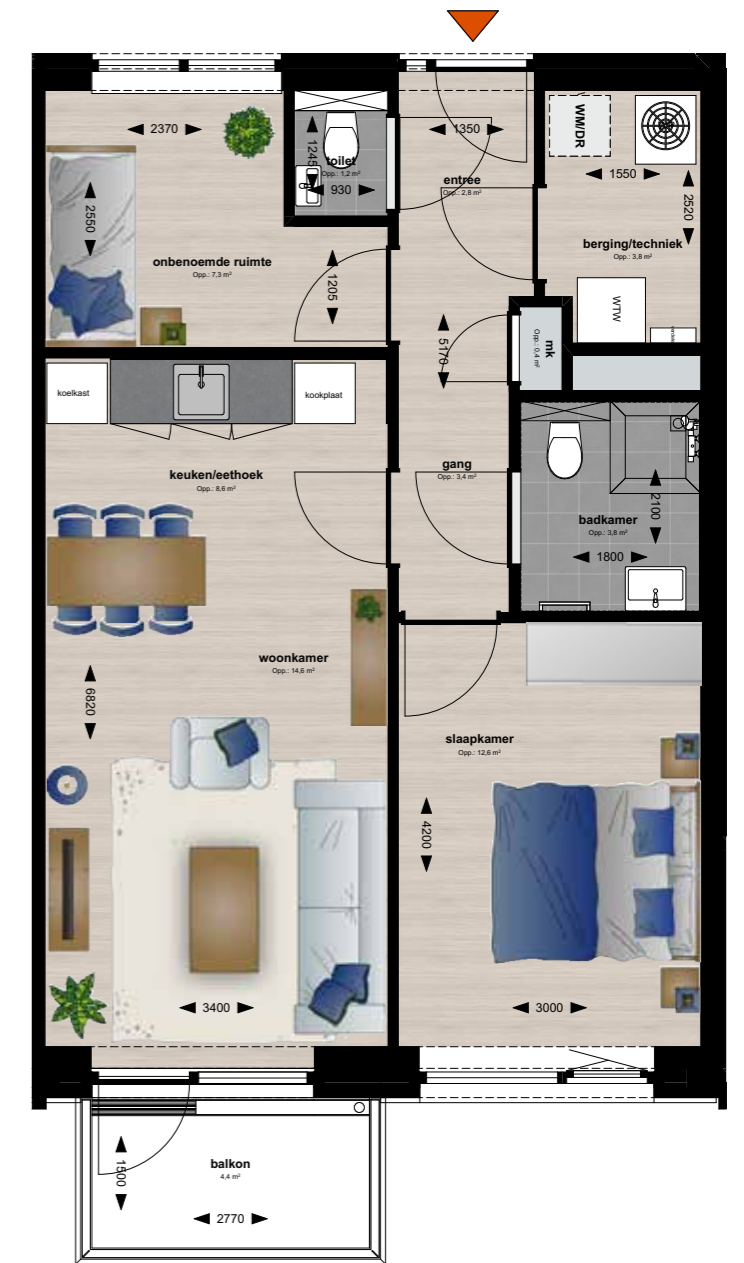 2370
2550
onbenoemde ruimte
Opp.: 7,3 m²
1205
1245
toilet
Opp.: 1,2 m²
930
1350
entree
Opp.: 2,8 m²
WM/DR
1550
2520
berging/techniek
Opp.: 3,8 m²
WTW
5170
mk
Opp.: 0,4 m²
koelkast
kookplaat
keuken/eethoek
Opp.: 8,6 m²
gang
Opp.: 3,4 m²
badkamer
Opp.: 3,8 m²
2100
1800
woonkamer
Opp.: 14,6 m²
6820
3400
slaapkamer
Opp.: 12,6 m²
4200
3000
balkon
4,4 m²
1500
2770